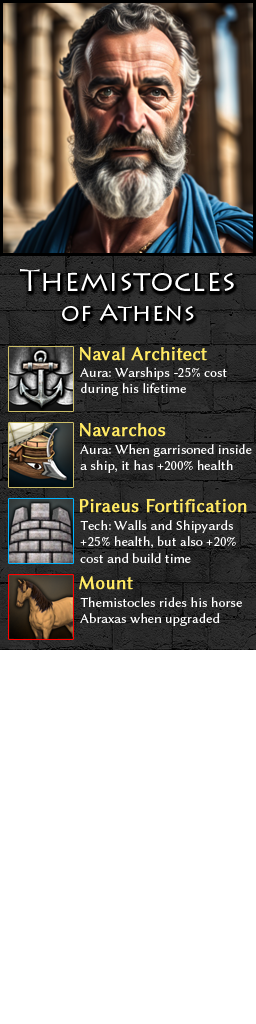 Themistocles
of Athens
Naval Architect
Aura: Warships -25% cost
during his lifetime
Navarchos
Aura: When garrisoned inside
a ship, it has +200% health
Piraeus Fortification
Tech: Walls and Shipyards
+25% health, but also +20%
cost and build time
Mount
Themistocles rides his horse
Abraxas when upgraded